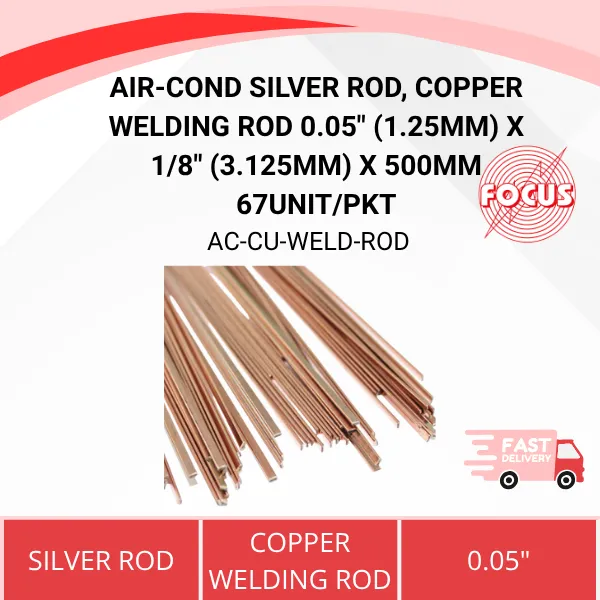 AIR-COND SILVER ROD, COPPER
WELDING ROD 0.05" (1.25MM) X
1/8" (3.125MM) X 500MM
67UNIT/PKT
AC-CU-WELD-ROD
FOCUS
FAST
DELIVERY
SILVER ROD
COPPER
WELDING ROD
0.05"